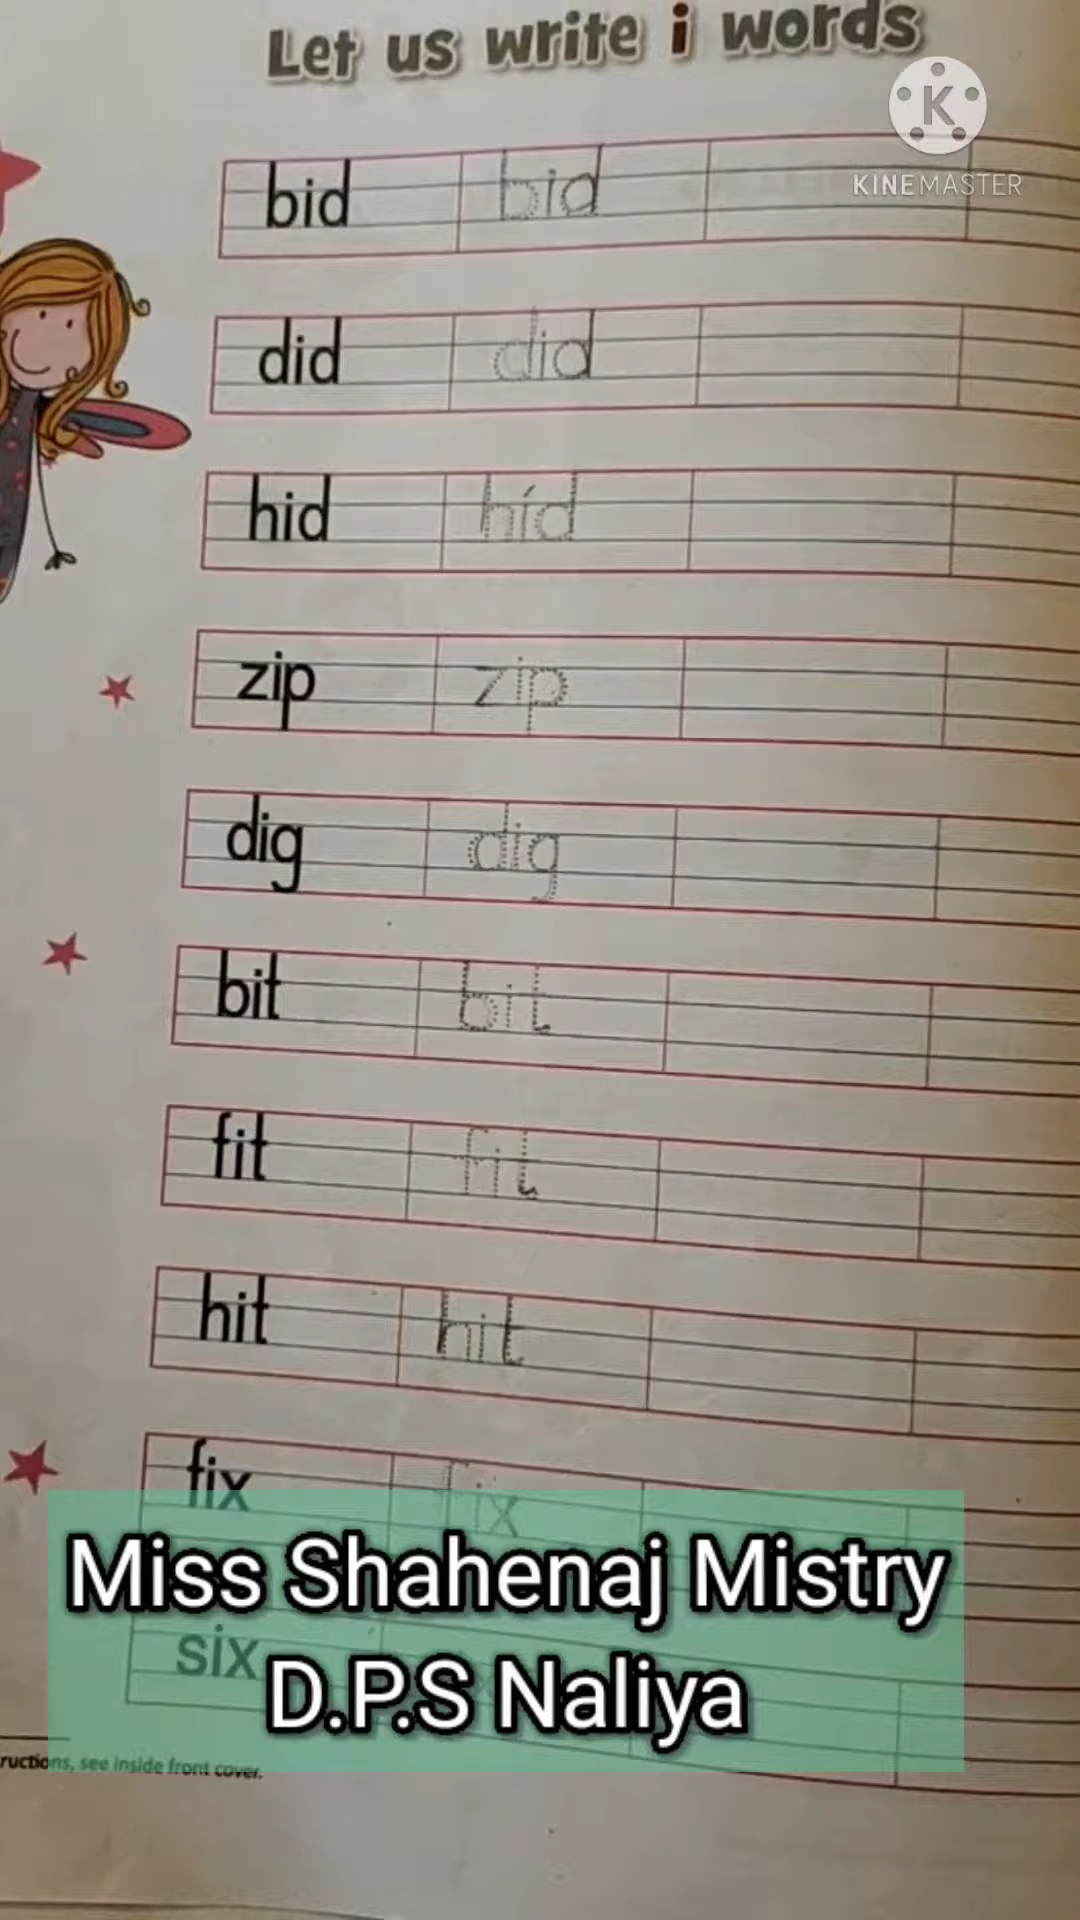 Let us write i words
K
KINEMASTER
bid bid
did did
hid hid
zip zip
dig dig
bit bit
fit fit
hit hit
fix fix
Miss Shahenaj Mistry
six
D.P.S Naliya
ructions, see inside front cover.